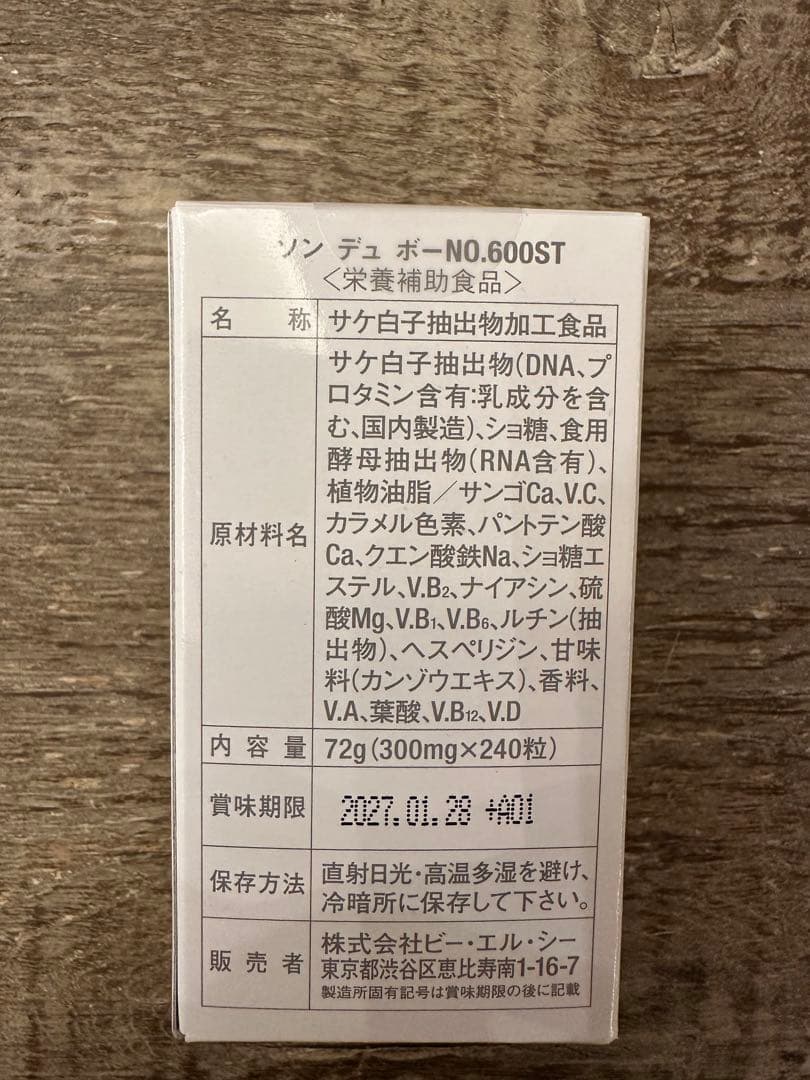 ソン デュ ボーNO.600ST
<栄養補助食品>
名称 サケ白子抽出物加工食品
原材料名
サケ白子抽出物(DNA、プ
ロタミン含有:乳成分を含
む、国内製造)、ショ糖、食用
酵母抽出物(RNA含有)、
植物油脂/サンゴCa、V.C、
カラメル色素、パントテン酸
Ca、クエン酸鉄Na、ショ糖エ
ステル、V.B2、ナイアシン、硫
酸Mg、V.B1、V.B6、ルチン(抽
出物)、ヘスペリジン、甘味
料(カンゾウエキス)、香料、
V.A、葉酸、V.B12、V.D
内容量 72g(300mg×240粒)
賞味期限 2027.01.28 +A01
保存方法
直射日光・高温多湿を避け、
冷暗所に保存して下さい。
販売者
株式会社ビー・エル・シー
東京都渋谷区恵比寿南1-16-7
製造所固有記号は賞味期限の後に記載